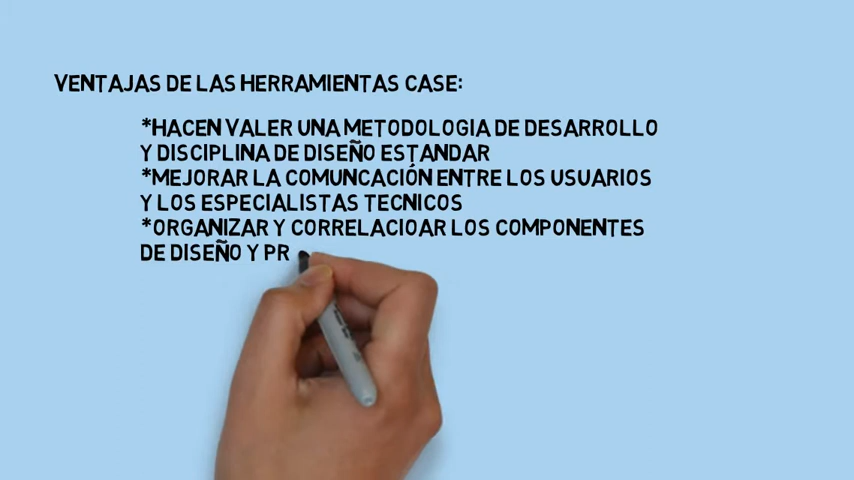 VENTAJAS DE LAS HERRAMIENTAS CASE:
*HACEN VALER UNA METODOLOGIA DE DESARROLLO
Y DISCIPLINA DE DISEÑO ESTANDAR
*MEJORAR LA COMUNCACIÓN ENTRE LOS USUARIOS
Y LOS ESPECIALISTAS TECNICOS
*ORGANIZAR Y CORRELACIOAR LOS COMPONENTES
DE DISEÑO Y PR